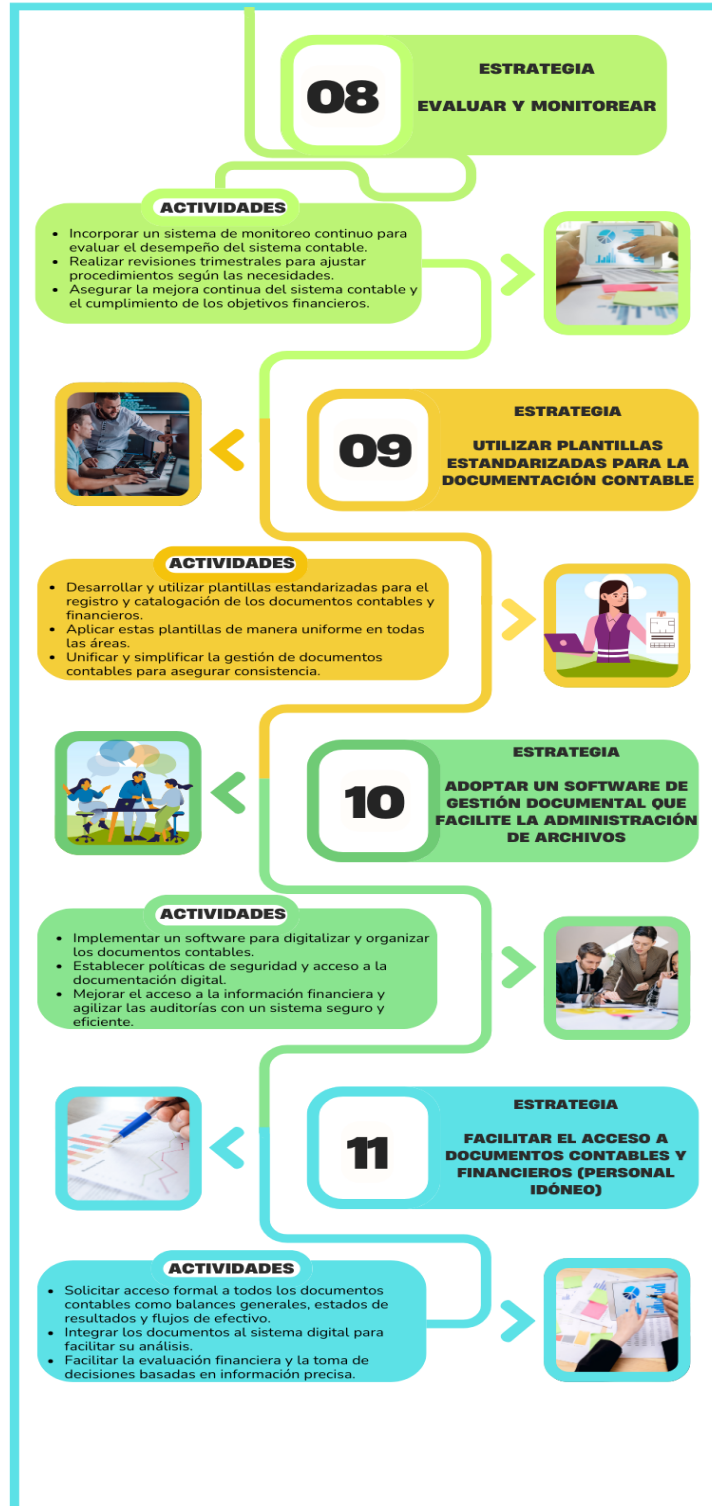 08
ESTRATEGIA
EVALUAR Y MONITOREAR
ACTIVIDADES
• Incorporar un sistema de monitoreo continuo para
evaluar el desempeño del sistema contable.
• Realizar revisiones trimestrales para ajustar
procedimientos según las necesidades.
• Asegurar la mejora continua del sistema contable y
el cumplimiento de los objetivos financieros.
09
ESTRATEGIA
UTILIZAR PLANTILLAS
ESTANDARIZADAS PARA LA
DOCUMENTACIÓN CONTABLE
ACTIVIDADES
• Desarrollar y utilizar plantillas estandarizadas para el
registro y catalogación de los documentos contables y
financieros.
• Aplicar estas plantillas de manera uniforme en todas
las áreas.
• Unificar y simplificar la gestión de documentos
contables para asegurar consistencia.
10
ESTRATEGIA
ADOPTAR UN SOFTWARE DE
GESTIÓN DOCUMENTAL QUE
FACILITE LA ADMINISTRACIÓN
DE ARCHIVOS
ACTIVIDADES
• Implementar un software para digitalizar y organizar
los documentos contables.
• Establecer políticas de seguridad y acceso a la
documentación digital.
• Mejorar el acceso a la información financiera y
agilizar las auditorías con un sistema seguro y
eficiente.
11
ESTRATEGIA
FACILITAR EL ACCESO A
DOCUMENTOS CONTABLES Y
FINANCIEROS (PERSONAL
IDÓNEO)
ACTIVIDADES
• Solicitar acceso formal a todos los documentos
contables como balances generales, estados de
resultados y flujos de efectivo.
• Integrar los documentos al sistema digital para
facilitar su análisis.
• Facilitar la evaluación financiera y la toma de
decisiones basadas en información precisa.